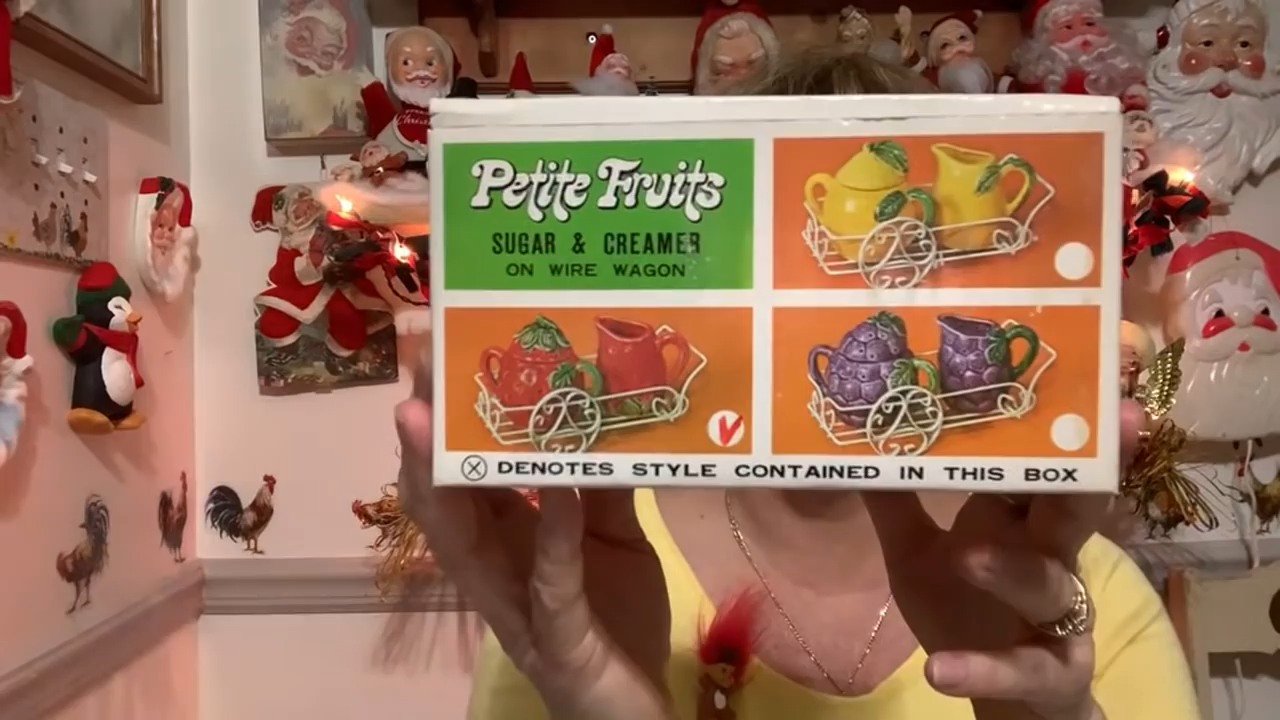 Petite Fruits
SUGAR & CREAMER
ON WIRE WAGON
DENOTES STYLE CONTAINED IN THIS BOX